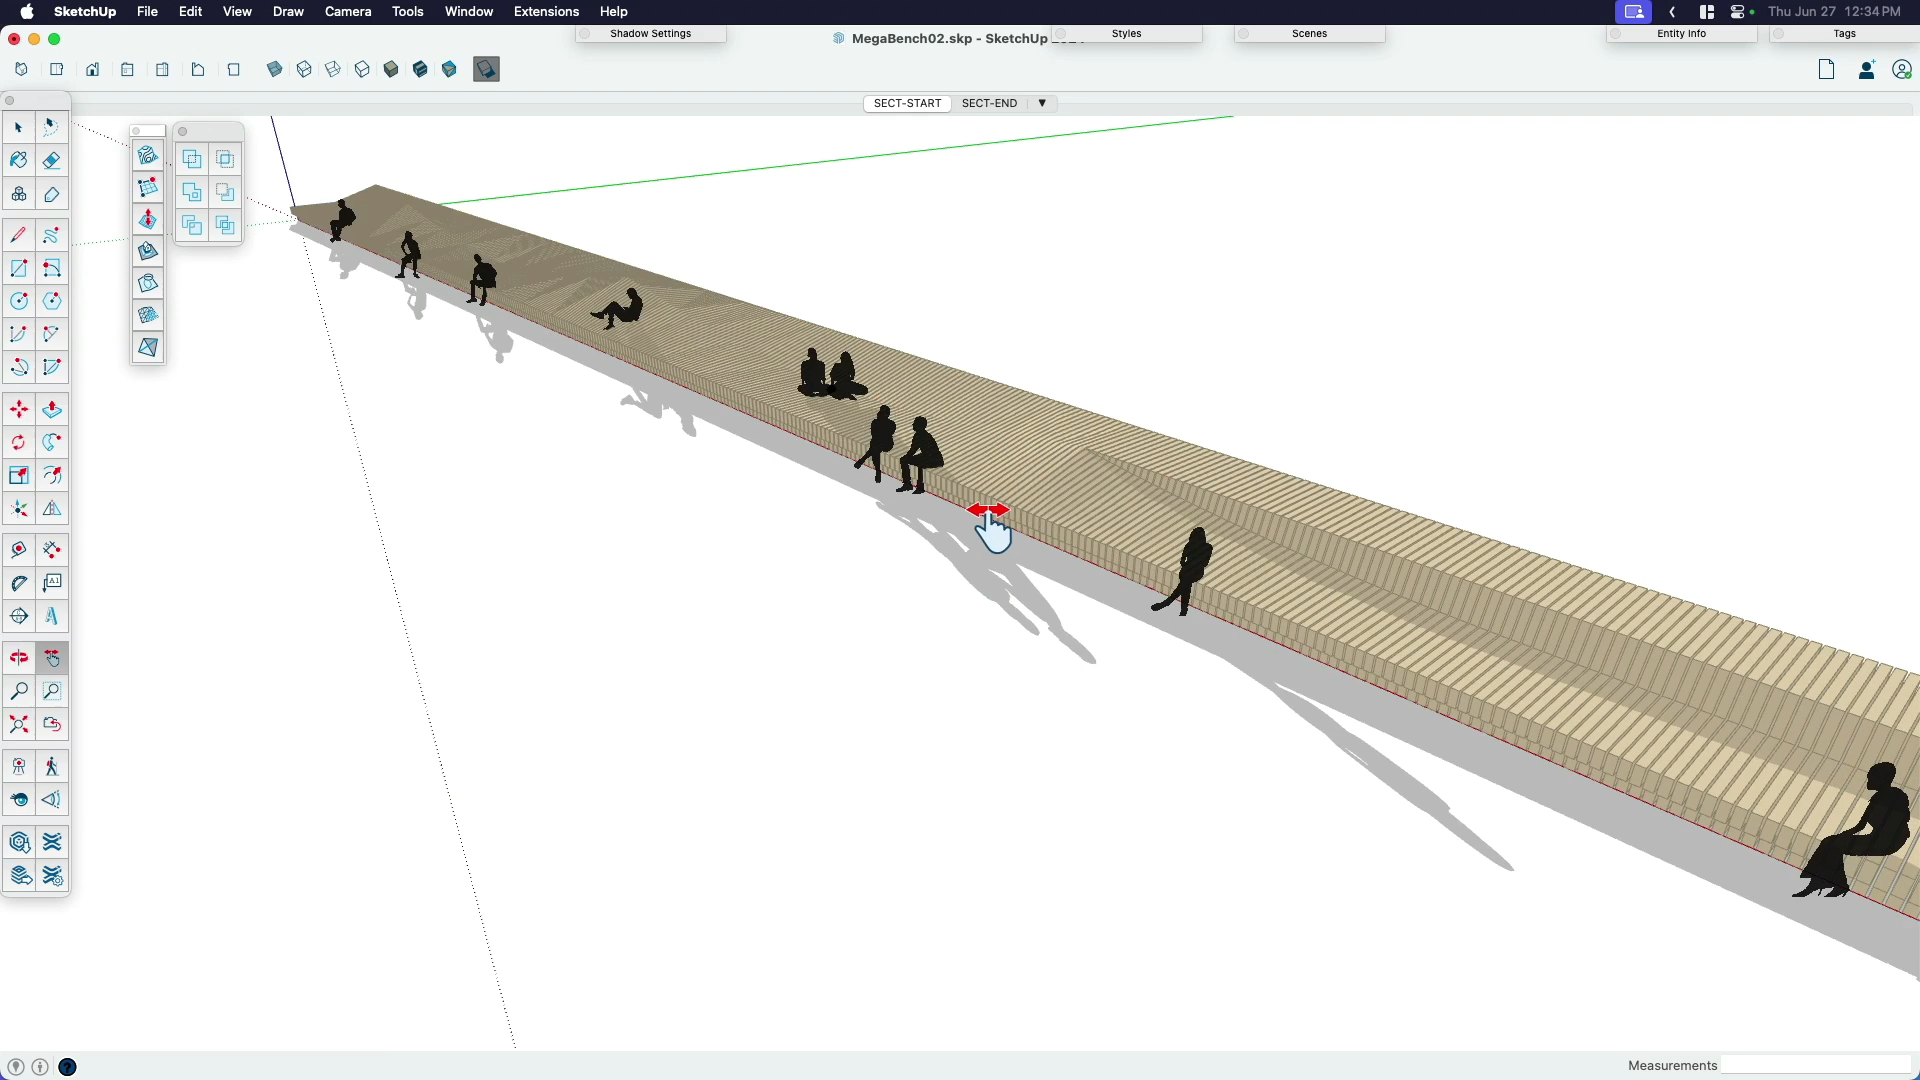 SketchUp File Edit View Draw Camera Tools Window Extensions Help Thu Jun 27 12:34 PM
Shadow Settings MegaBench02.skp - SketchUp Styles Scenes Entity Info Tags
SECT-START SECT-END
A1
Measurements